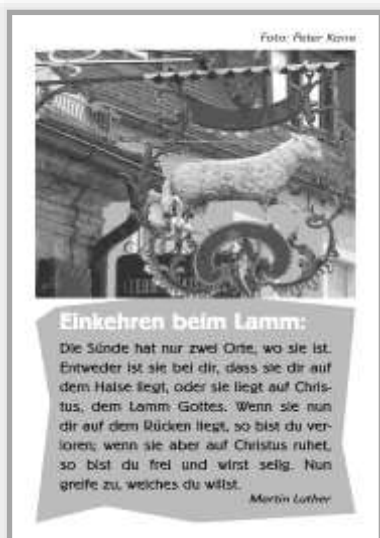 Foto: Peter Karre
Einkehren beim Lamm:
Die Sünde hat nur zwei Orte, wo sie ist.
Entweder ist sie bei dir, dass sie dir auf
dem Halse liegt, oder sie liegt auf Chris-
tus, dem Lamm Gottes. Wenn sie nun
dir auf dem Rücken liegt, so bist du ver-
loren; wenn sie aber auf Christus ruhet,
so bist du frei und wirst selig. Nun
greife zu, welches du willst.
Martin Luther